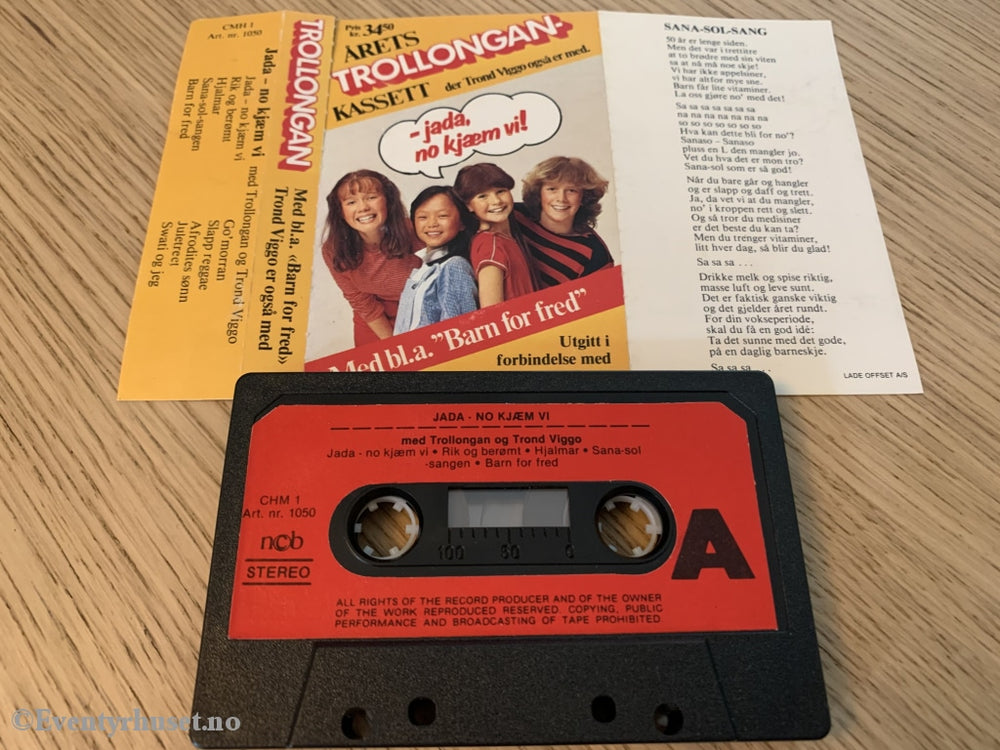 CMH 1
Art. nr. 1050
Jada – no kjæm vi med Trollongan og Trond Viggo
Jada – no kjæm vi
Rik og berømt
Hjalmar
Sana-sol-sangen
Barn for fred
Go' morran
Slapp reggae
Afrodites sønn
Juletreet
Swati og jeg
TROLLONGAN
Med bl.a. «Barn for fred»
Trond Viggo er også med
Pris
kr. 34.50
ÅRETS
TROLLONGAN-
KASSETT der Trond Viggo også er med.
– jada,
no kjæm vi!
Med bl.a. "Barn for fred"
Utgitt i
forbindelse med
SANA-SOL-SANG
50 år er lenge siden.
Men det var i trettitre
at to brødre med sin viten
sa at nå må noe skje!
Vi har ikke appelsiner,
vi har altfor mye sne.
Barn får lite vitaminer.
La oss gjøre no' med det!
Sa sa sa sa sa sa sa
na na na na na na na
so so so so so so so
Hva kan dette bli for no'?
Sanaso – Sanaso
pluss en L den mangler jo.
Vet du hva det er mon tro?
Sana-sol som er så god!
Når du bare går og hangler
og er slapp og daff og trett.
Ja, da vet vi at du mangler,
no' i kroppen rett og slett.
Og så tror du medisiner
er det beste du kan ta?
Men du trenger vitaminer,
litt hver dag, så blir du glad!
Sa sa sa . . .
Drikke melk og spise riktig,
masse luft og leve sunt.
Det er faktisk ganske viktig
og det gjelder året rundt.
For din vokseperiode,
skal du få en god idé:
Ta det sunne med det gode,
på en daglig barneskje.
Sa sa sa . . .
LADE OFFSET A/S
JADA - NO KJÆM VI
med Trollongan og Trond Viggo
Jada - no kjæm vi • Rik og berømt • Hjalmar • Sana-sol
-sangen • Barn for fred
CHM 1
Art. nr. 1050
ncb
STEREO
100 50 0
A
ALL RIGHTS OF THE RECORD PRODUCER AND OF THE OWNER
OF THE WORK REPRODUCED RESERVED. COPYING, PUBLIC
PERFORMANCE AND BROADCASTING OF TAPE PROHIBITED
©Eventyrhuset.no